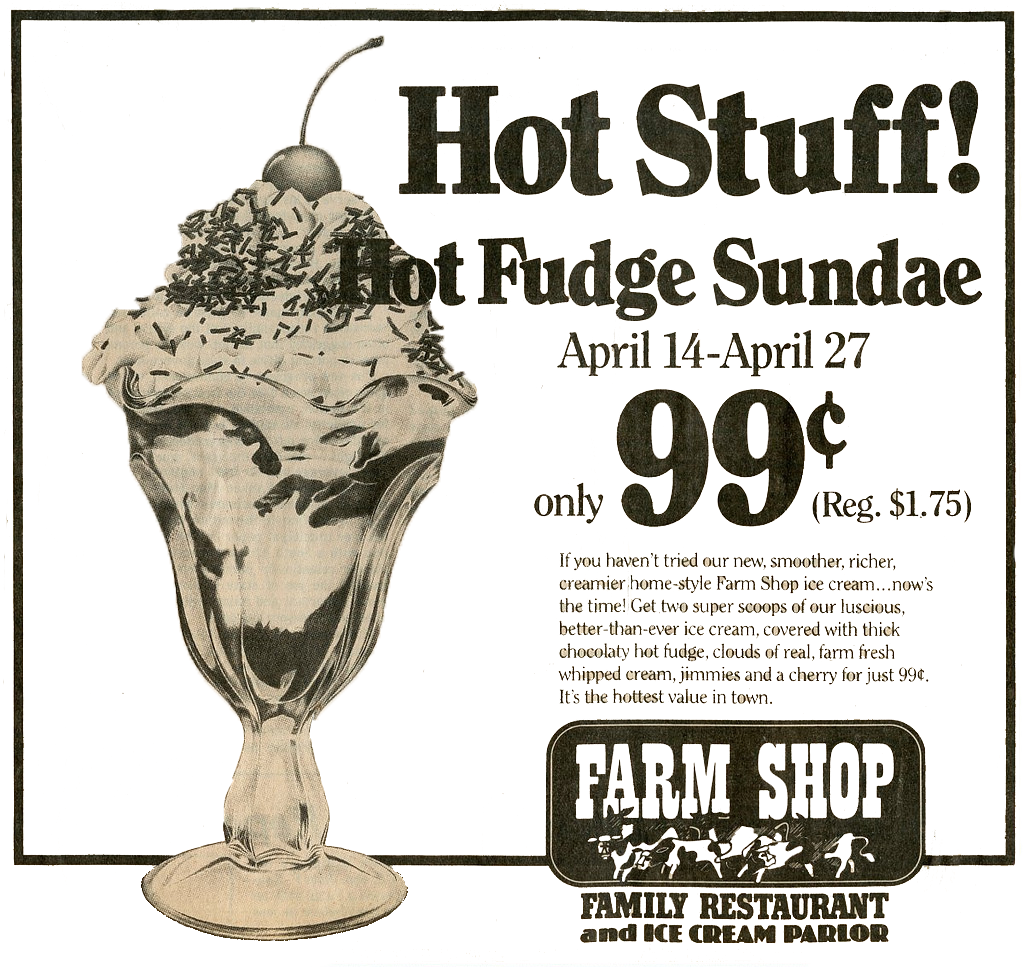 Hot Stuff!
Hot Fudge Sundae
April 14-April 27
only 99¢ (Reg. $1.75)
If you haven't tried our new, smoother, richer,
creamier home-style Farm Shop ice cream...now's
the time! Get two super scoops of our luscious,
better-than-ever ice cream, covered with thick
chocolaty hot fudge, clouds of real, farm fresh
whipped cream, jimmies and a cherry for just 99¢.
It's the hottest value in town.
FARM SHOP
FAMILY RESTAURANT
and ICE CREAM PARLOR